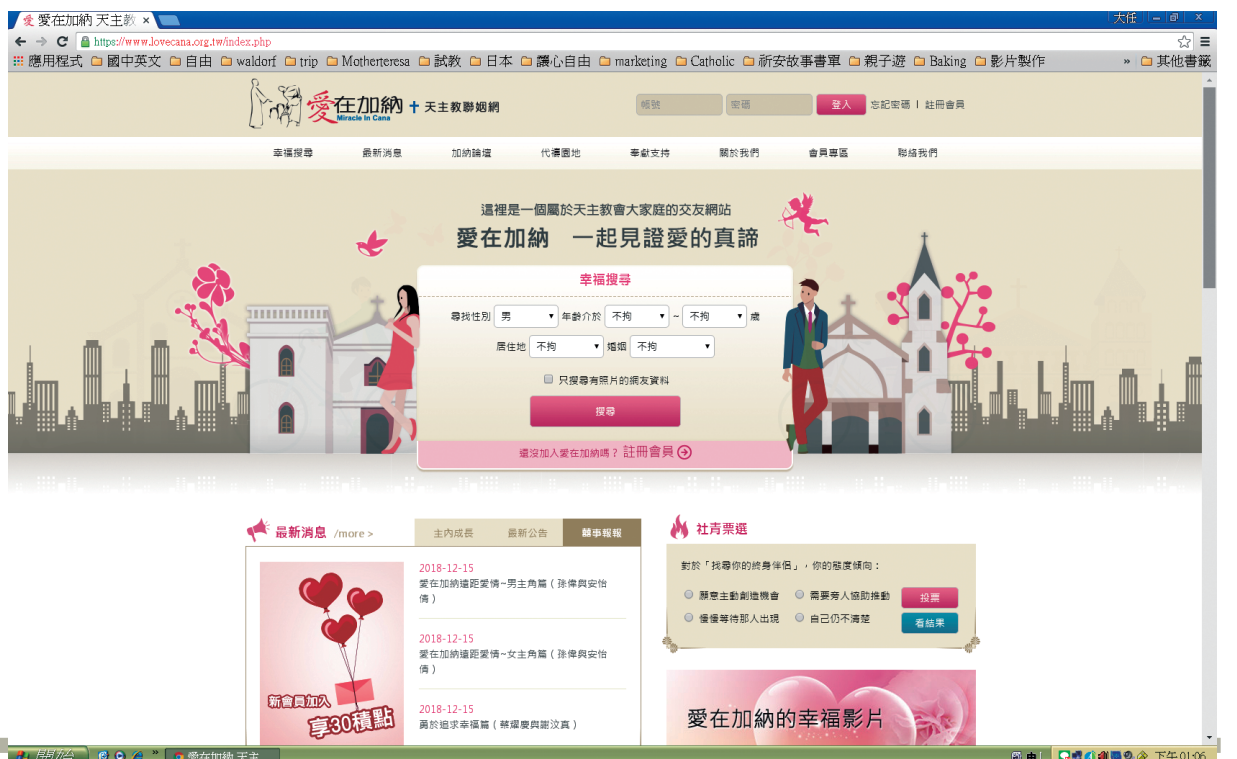 愛在加納 天主教
大任
https://www.lovecana.org.tw/index.php
應用程式 國中英文 自由 waldorf trip Motherteresa 試教 日本 讓心自由 marketing Catholic 祈安故事書單 親子遊 Baking 影片製作 » 其他書籤
愛在加納 天主教聯姻網
Miracle In Cana
帳號 密碼 登入 忘記密碼 | 註冊會員
幸福搜尋 最新消息 加納論壇 代禱園地 奉獻支持 關於我們 會員專區 聯絡我們
這裡是一個屬於天主教會大家庭的交友網站
愛在加納 一起見證愛的真諦
幸福搜尋
尋找性別 男 年齡介於 不拘 ~ 不拘 歲
居住地 不拘 婚姻 不拘
只搜尋有照片的網友資料
搜尋
還沒加入愛在加納嗎？註冊會員
最新消息 /more >
主內成長 最新公告 囍事報報
新會員加入
享30積點
2018-12-15
愛在加納遠距愛情~男主角篇 ( 孫偉與安怡
倩 )
2018-12-15
愛在加納遠距愛情~女主角篇 ( 孫偉與安怡
倩 )
2018-12-15
勇於追求幸福篇 ( 蔡燿慶與謝汶真 )
社青票選
對於「找尋你的終身伴侶」，你的態度傾向：
願意主動創造機會 需要旁人協助推動 投票
慢慢等待那人出現 自己仍不清楚 看結果
愛在加納的幸福影片
開始 » 愛在加納 天主... 下午 01:06